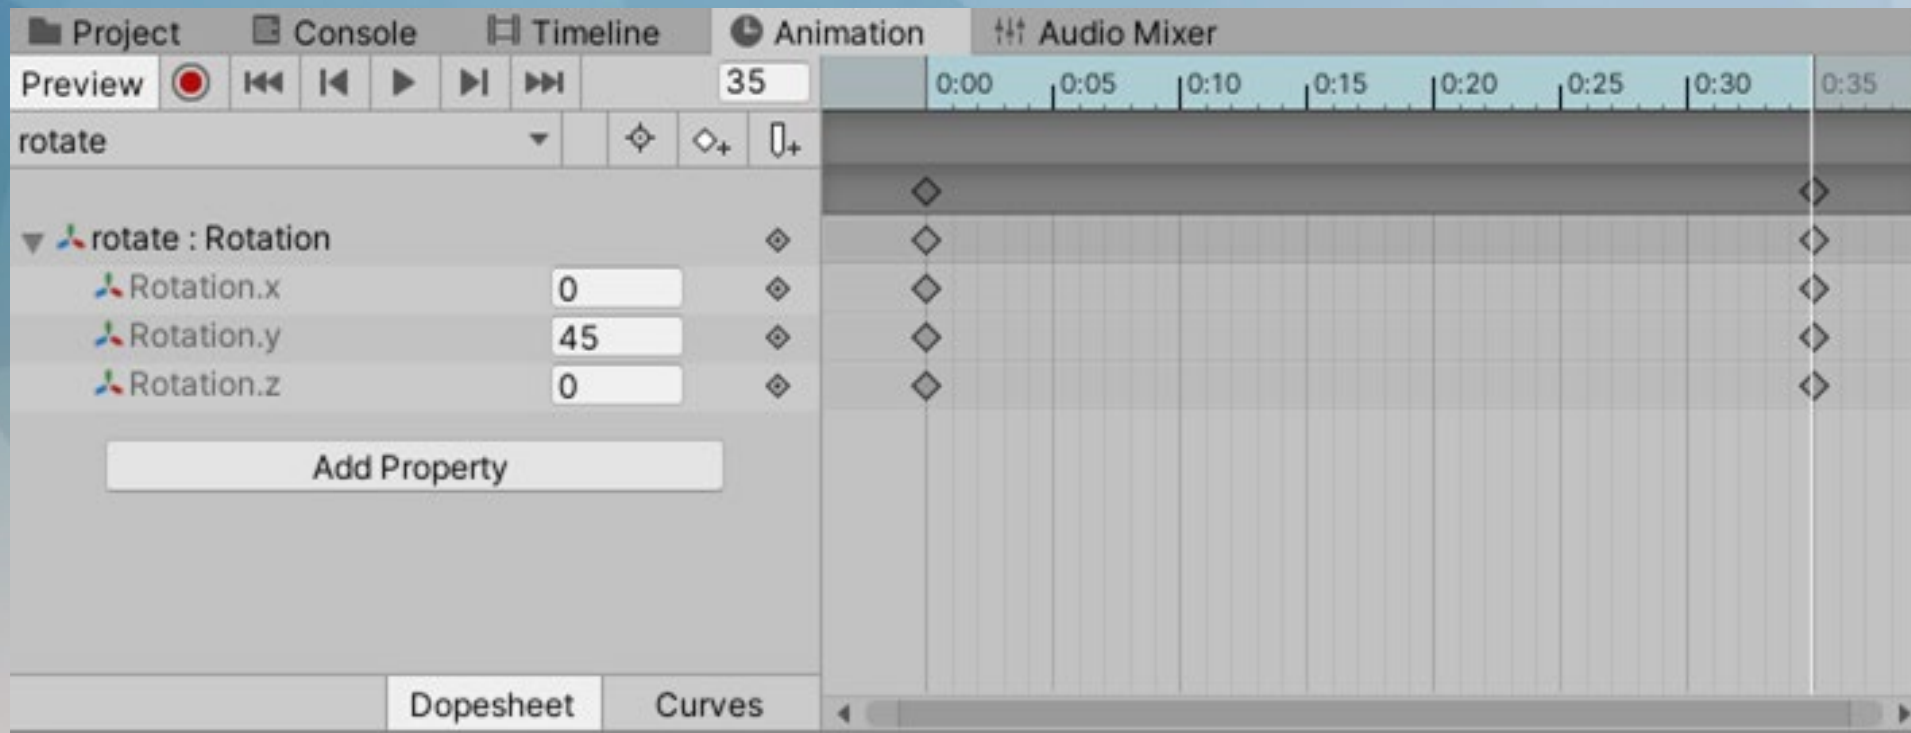 Project Console Timeline Animation Audio Mixer
Preview 35 0:00 0:05 0:10 0:15 0:20 0:25 0:30 0:35
rotate
rotate : Rotation
Rotation.x 0
Rotation.y 45
Rotation.z 0
Add Property
Dopesheet Curves